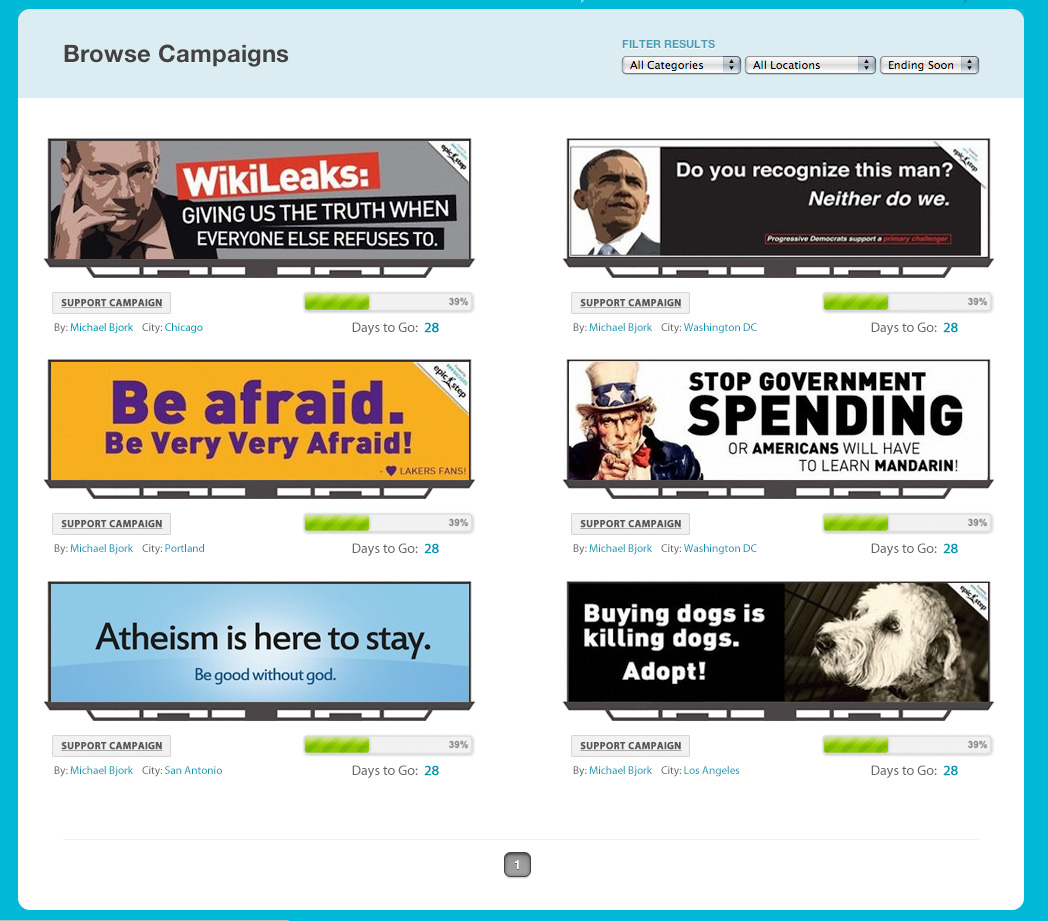 Browse Campaigns
FILTER RESULTS
All Categories All Locations Ending Soon
WikiLeaks:
GIVING US THE TRUTH WHEN
EVERYONE ELSE REFUSES TO.
epic step
SUPPORT CAMPAIGN 39%
By: Michael Bjork City: Chicago Days to Go: 28
Do you recognize this man?
Neither do we.
Progressive Democrats support a primary challenger
epic step
SUPPORT CAMPAIGN 39%
By: Michael Bjork City: Washington DC Days to Go: 28
Be afraid.
Be Very Very Afraid!
- ♥ LAKERS FANS!
epic step
SUPPORT CAMPAIGN 39%
By: Michael Bjork City: Portland Days to Go: 28
STOP GOVERNMENT
SPENDING
OR AMERICANS WILL HAVE
TO LEARN MANDARIN!
SUPPORT CAMPAIGN 39%
By: Michael Bjork City: Washington DC Days to Go: 28
Atheism is here to stay.
Be good without god.
SUPPORT CAMPAIGN 39%
By: Michael Bjork City: San Antonio Days to Go: 28
Buying dogs is
killing dogs.
Adopt!
epic step
SUPPORT CAMPAIGN 39%
By: Michael Bjork City: Los Angeles Days to Go: 28
1